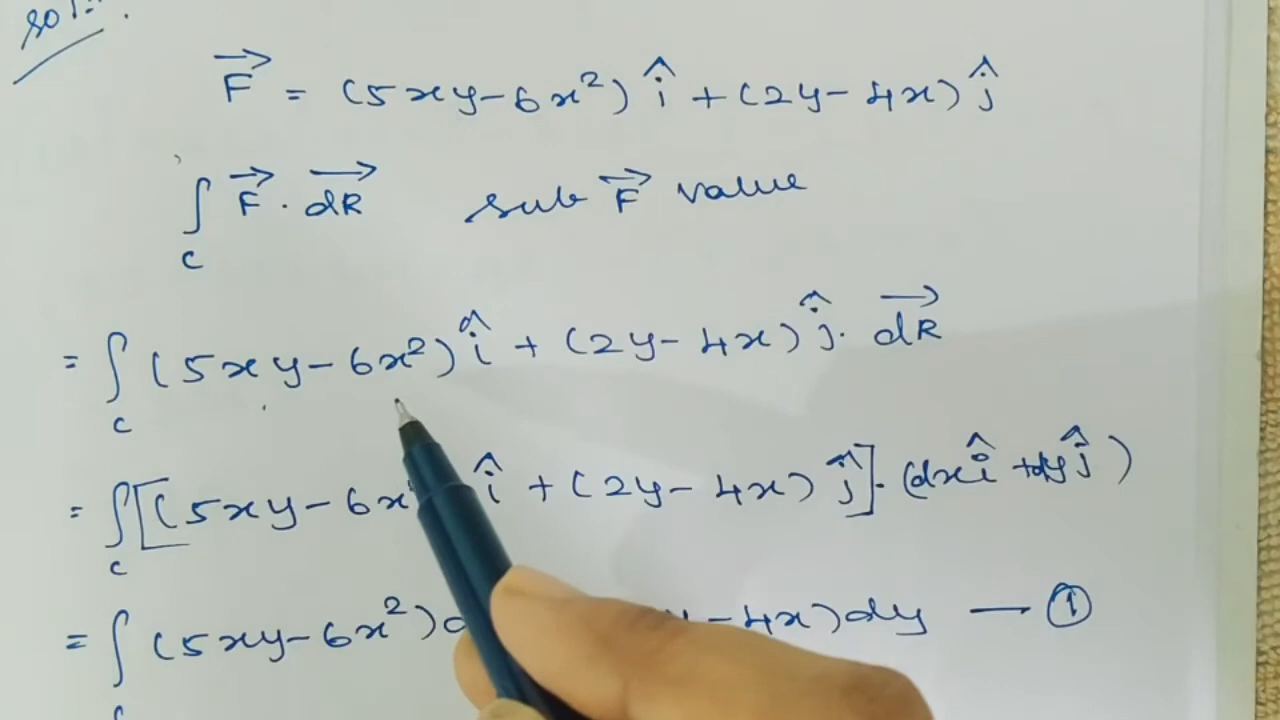 Sol:-
F⃗ = (5xy-6x²) î + (2y-4x) ĵ
∫ F⃗ . dR⃗ sub F⃗ value
c
= ∫ (5xy-6x²) î + (2y-4x) ĵ . dR⃗
c
= ∫ [(5xy-6x î + (2y-4x) ĵ] . (dx î + dy ĵ)
c
= ∫ (5xy-6x²)d -4x)dy — ①